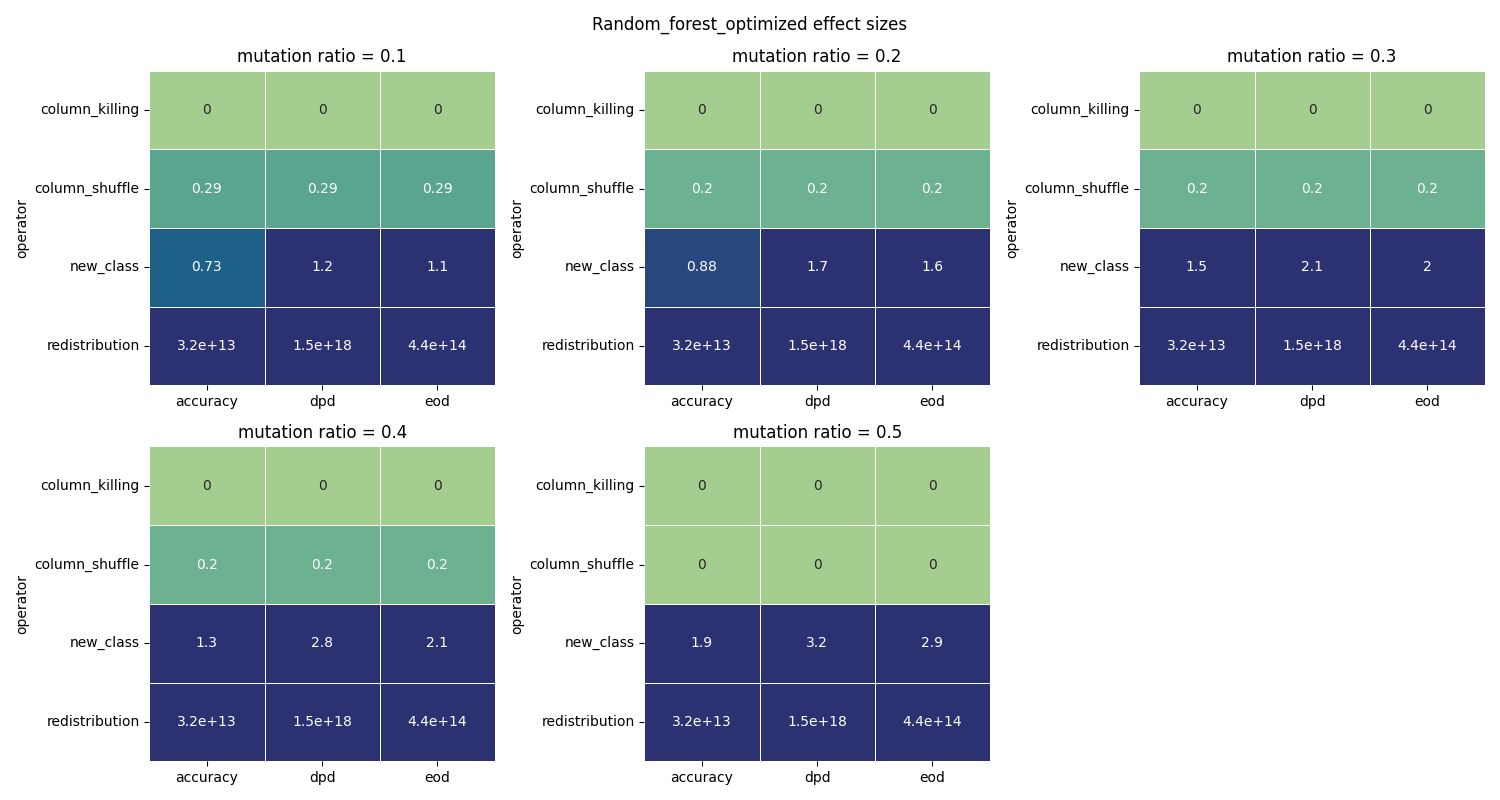 Random_forest_optimized effect sizes
mutation ratio = 0.1
operator
column_killing 0 0 0
column_shuffle 0.29 0.29 0.29
new_class 0.73 1.2 1.1
redistribution 3.2e+13 1.5e+18 4.4e+14
accuracy dpd eod
mutation ratio = 0.2
operator
column_killing 0 0 0
column_shuffle 0.2 0.2 0.2
new_class 0.88 1.7 1.6
redistribution 3.2e+13 1.5e+18 4.4e+14
accuracy dpd eod
mutation ratio = 0.3
operator
column_killing 0 0 0
column_shuffle 0.2 0.2 0.2
new_class 1.5 2.1 2
redistribution 3.2e+13 1.5e+18 4.4e+14
accuracy dpd eod
mutation ratio = 0.4
operator
column_killing 0 0 0
column_shuffle 0.2 0.2 0.2
new_class 1.3 2.8 2.1
redistribution 3.2e+13 1.5e+18 4.4e+14
accuracy dpd eod
mutation ratio = 0.5
operator
column_killing 0 0 0
column_shuffle 0 0 0
new_class 1.9 3.2 2.9
redistribution 3.2e+13 1.5e+18 4.4e+14
accuracy dpd eod